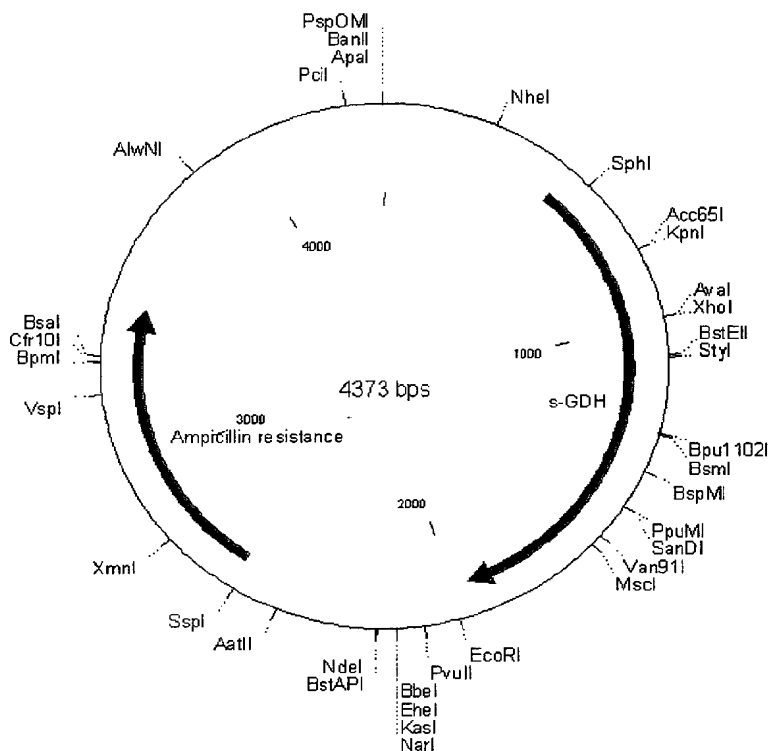 PspOMI
BanII
ApaI
PciI
NheI
AlwNI
SphI
Acc65I
KpnI
4000
AvaI
XhoI
BsaI
Cfr10I
BpmI
BstEII
StyI
1000
4373 bps
VspI
s-GDH
3000
Ampicillin resistance
Bpu1102I
BsmI
BspMI
2000
PpuMI
SanDI
Van91I
MscI
XmnI
SspI
AatII
EcoRI
NdeI
BstAPI
PvuII
BbeI
EheI
KasI
NarI